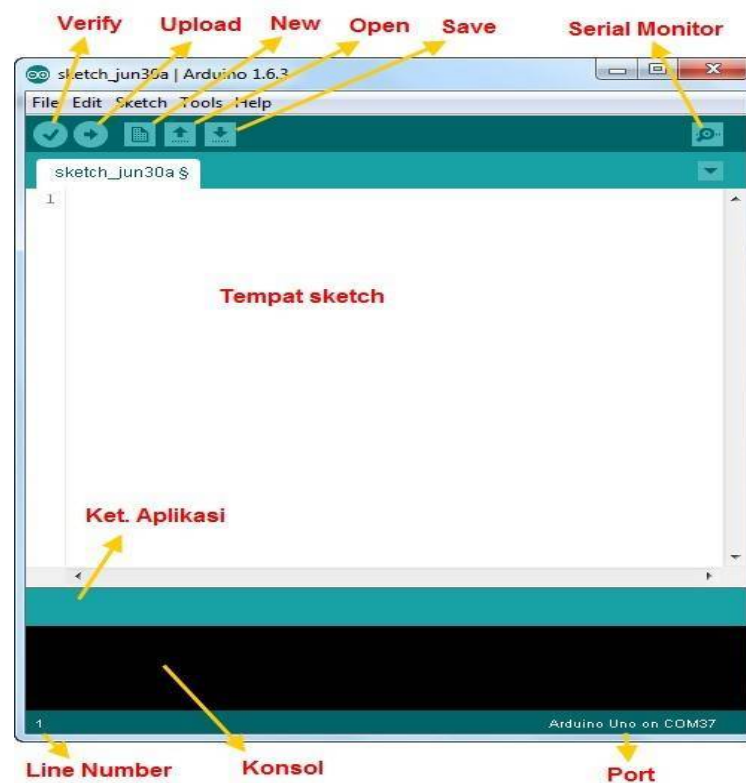 Verify Upload New Open Save Serial Monitor
sketch_jun30a | Arduino 1.6.3
File Edit Sketch Tools Help
sketch_jun30a §
1
Tempat sketch
Ket. Aplikasi
1
Arduino Uno on COM37
Line Number Konsol Port